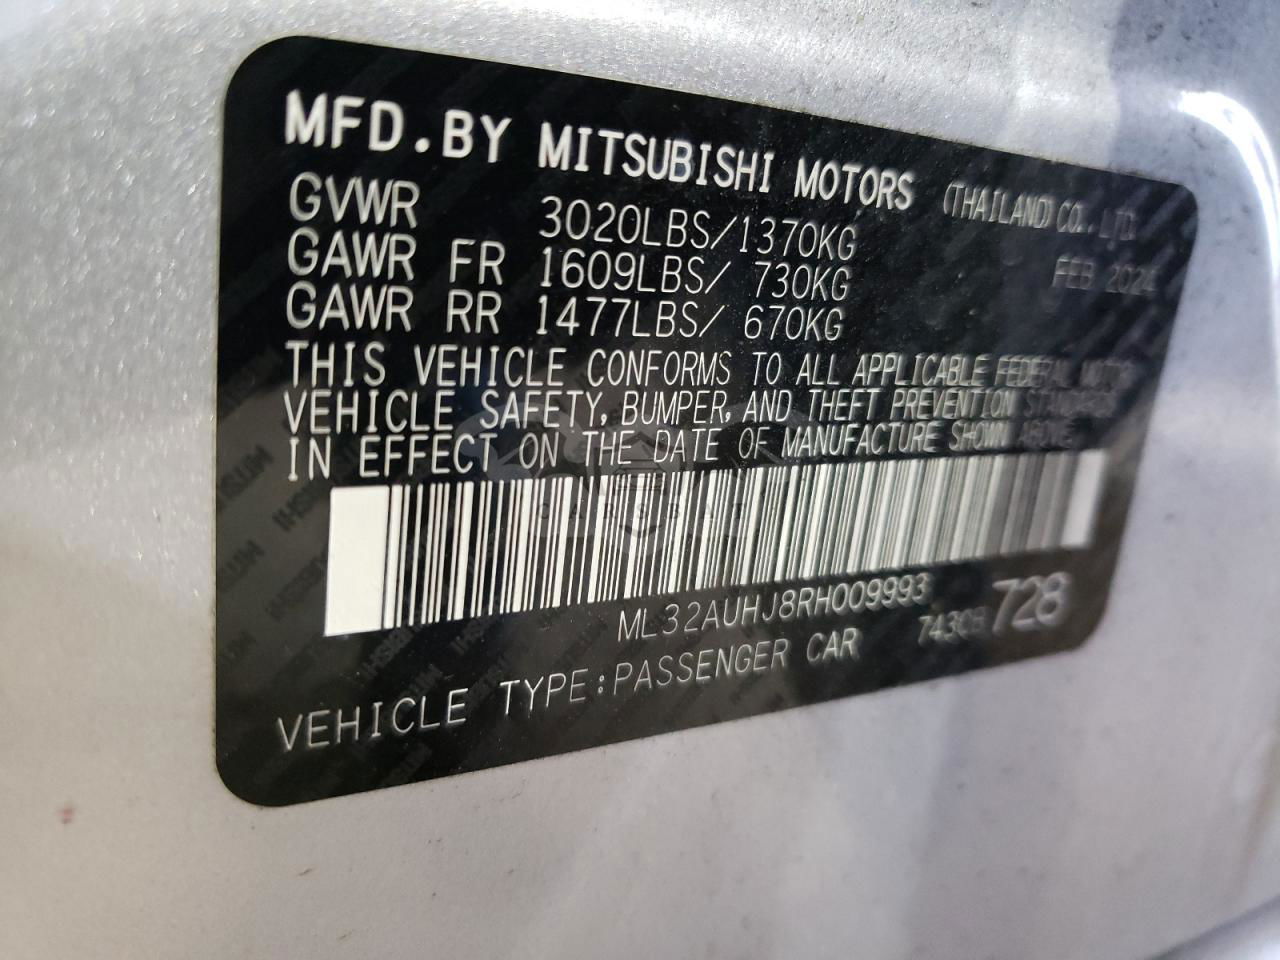 MFD.BY MITSUBISHI MOTORS (THAILAND) CO., LTD.
GVWR 3020LBS/1370KG FEB 2024
GAWR FR 1609LBS/ 730KG
GAWR RR 1477LBS/ 670KG
THIS VEHICLE CONFORMS TO ALL APPLICABLE FEDERAL MOTOR
VEHICLE SAFETY, BUMPER, AND THEFT PREVENTION STANDARDS
IN EFFECT ON THE DATE OF MANUFACTURE SHOWN ABOVE.
CARSBAT
ML32AUHJ8RH009993 728
VEHICLE TYPE:PASSENGER CAR